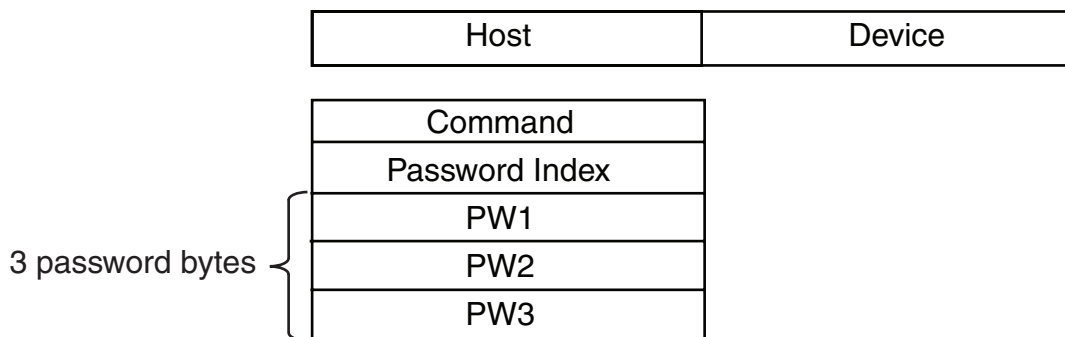 Host Device
Command
Password Index
PW1
3 password bytes PW2
PW3